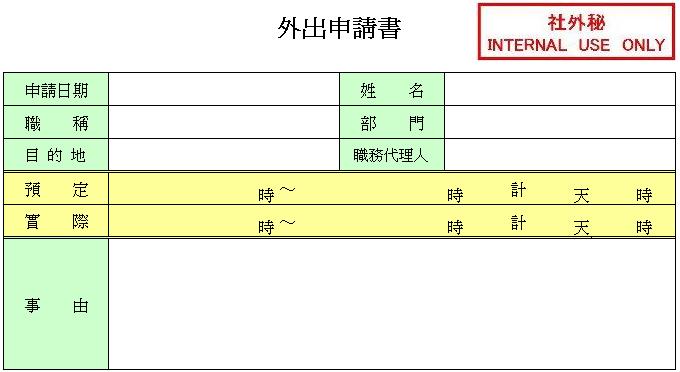 外出申請書
社外秘
INTERNAL USE ONLY
申請日期 姓 名
職 稱 部 門
目 的 地 職務代理人
預 定 時～ 時 計 天 時
實 際 時～ 時 計 天 時
事 由